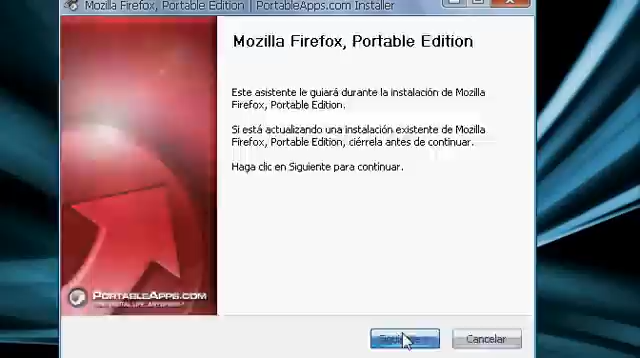 Mozilla Firefox, Portable Edition | PortableApps.com Installer
Mozilla Firefox, Portable Edition
Este asistente le guiará durante la instalación de Mozilla
Firefox, Portable Edition.
Si está actualizando una instalación existente de Mozilla
Firefox, Portable Edition, ciérrela antes de continuar.
Haga clic en Siguiente para continuar.
PORTABLEAPPS.COM
Cancelar